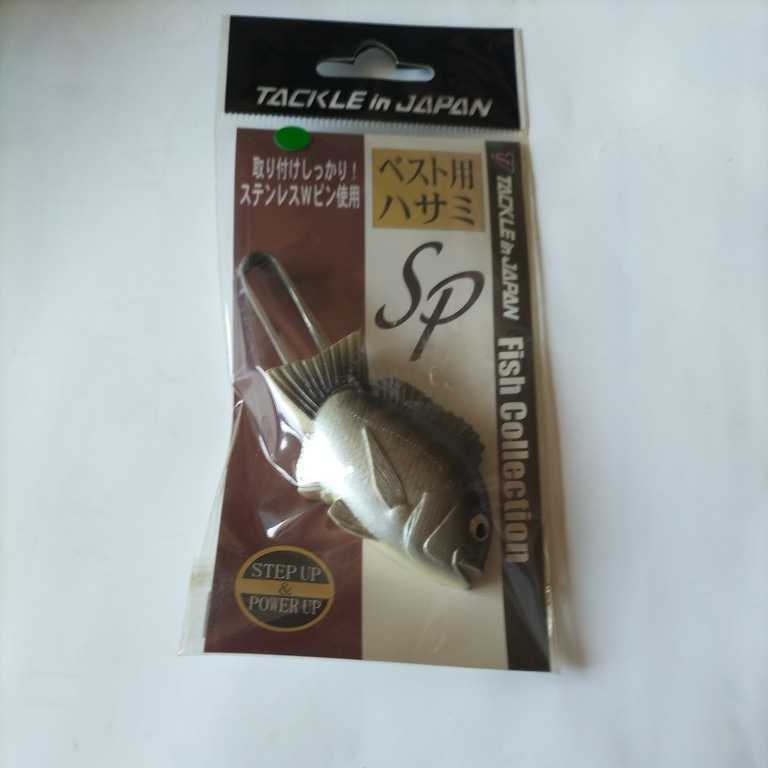 TACKLE in JAPAN
取り付けしっかり！
ステンレスWピン使用
ベスト用
ハサミ
SP
TACKLE in JAPAN
Fish Collection
STEP UP
&
POWER UP